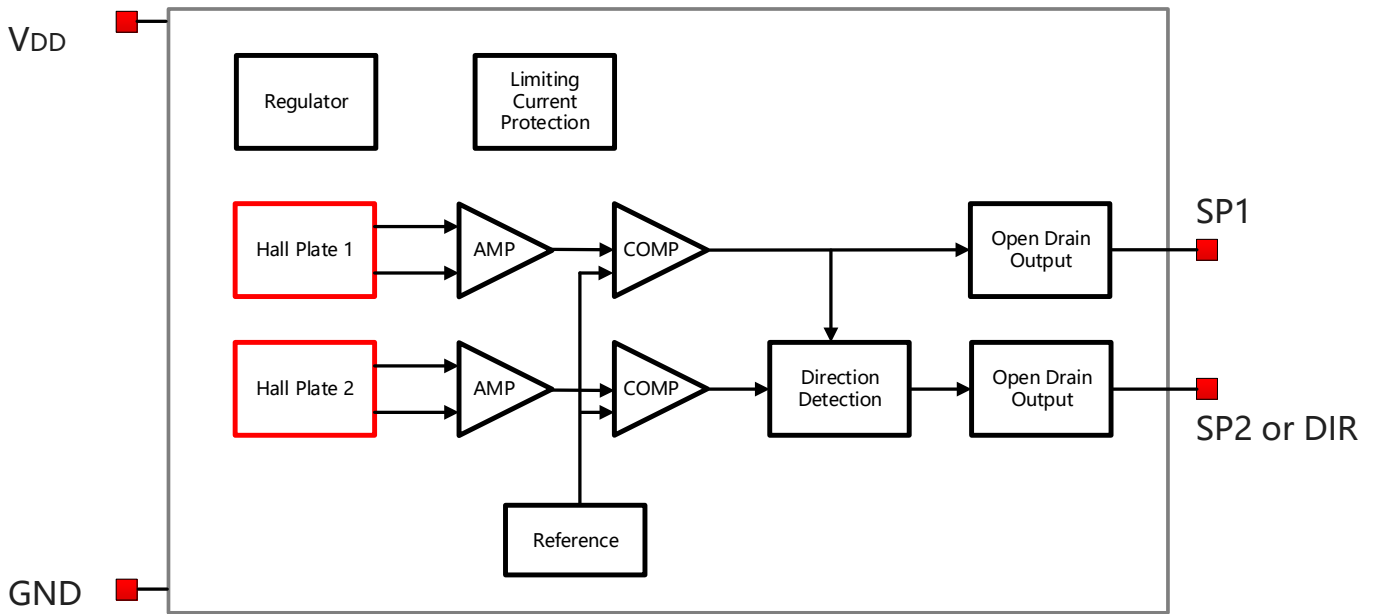 VDD
Regulator
Limiting
Current
Protection
Hall Plate 1
AMP
COMP
Open Drain
Output
SP1
Hall Plate 2
AMP
COMP
Direction
Detection
Open Drain
Output
SP2 or DIR
Reference
GND